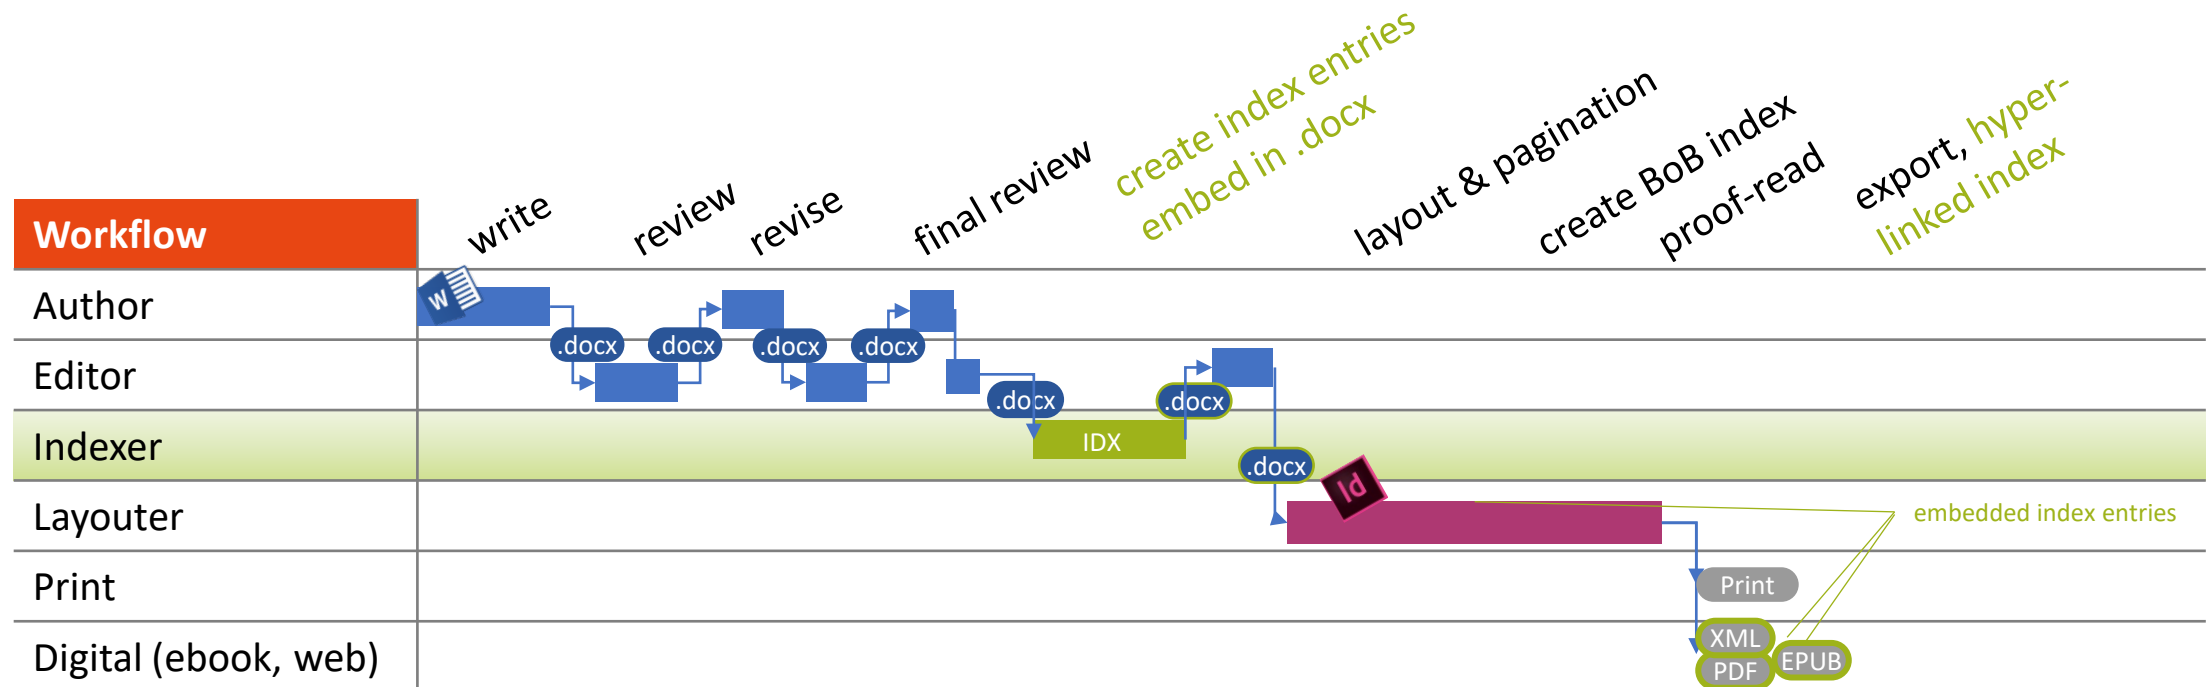 create index entries
embed in .docx
write
review
revise
final review
layout & pagination
create BoB index
proof-read
export, hyper-
linked index
Workflow
Author
W
.docx
.docx
.docx
.docx
Editor
.docx
.docx
Indexer
IDX
.docx
Id
Layouter
embedded index entries
Print
Print
Digital (ebook, web)
XML
EPUB
PDF